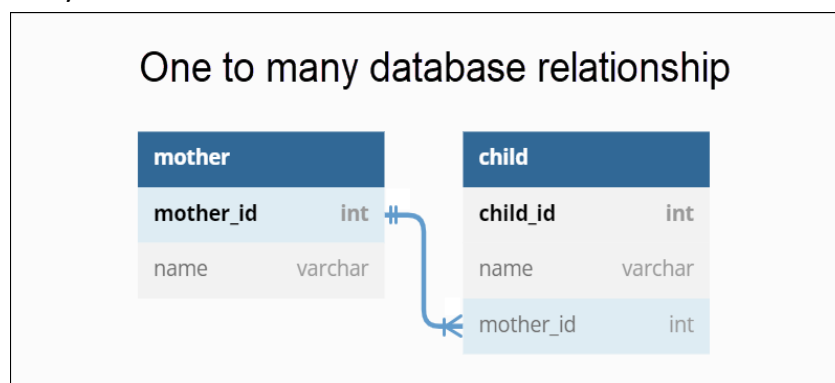 One to many database relationship
mother
mother_id int
name varchar
child
child_id int
name varchar
mother_id int